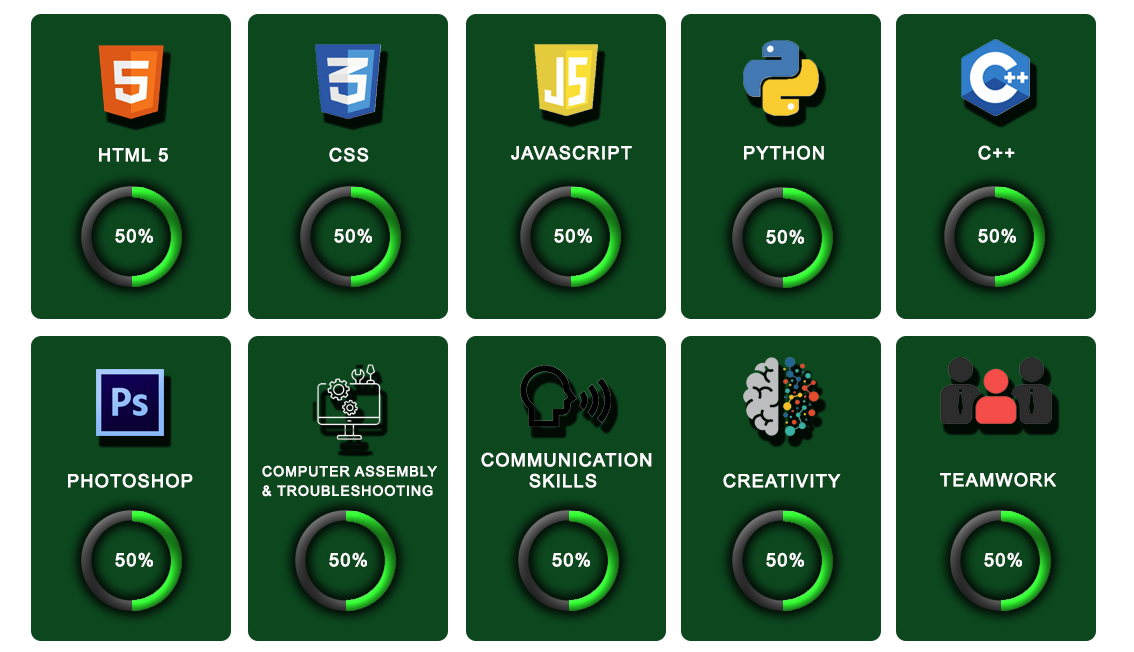 5
3
JS
C++
HTML 5
CSS
JAVASCRIPT
PYTHON
C++
50%
50%
50%
50%
50%
Ps
PHOTOSHOP
COMPUTER ASSEMBLY
& TROUBLESHOOTING
COMMUNICATION
SKILLS
CREATIVITY
TEAMWORK
50%
50%
50%
50%
50%